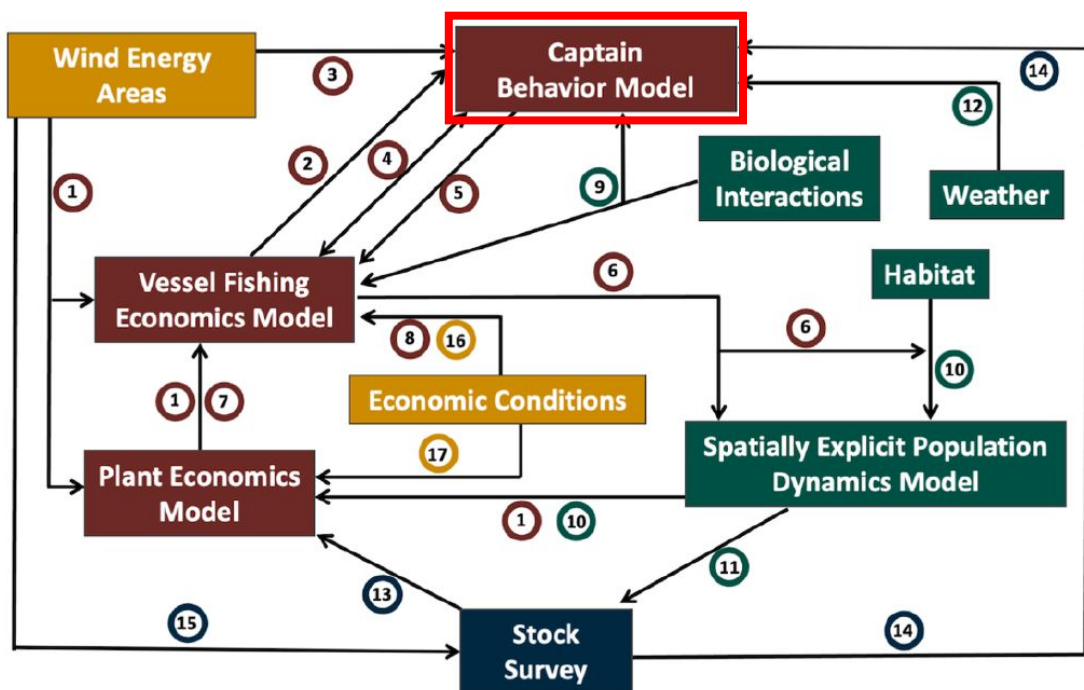 Wind Energy
Areas
Captain
Behavior Model
3
14
12
2
4
5
9
Biological
Interactions
Weather
1
Vessel Fishing
Economics Model
6
Habitat
6
8
16
10
1
7
Economic Conditions
17
Plant Economics
Model
Spatially Explicit Population
Dynamics Model
1
10
11
13
15
Stock
Survey
14